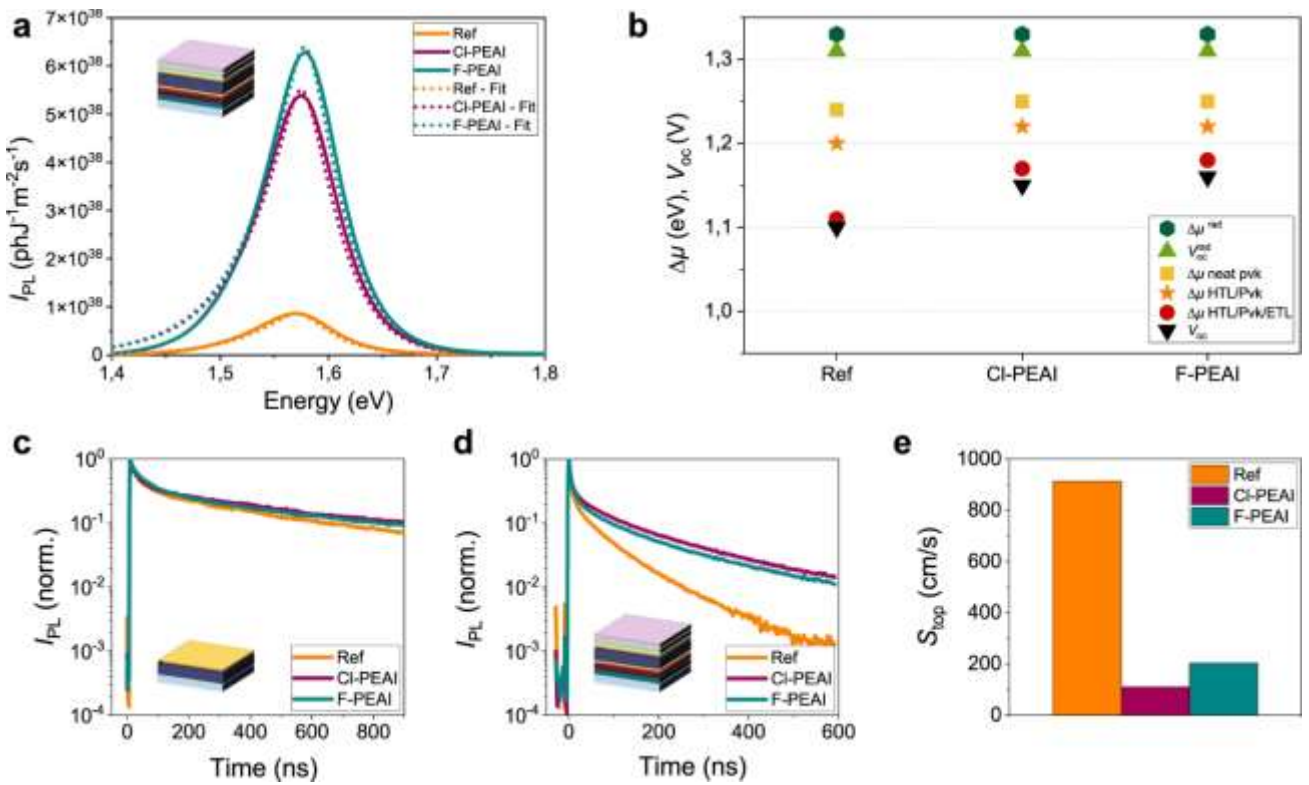 a
I_PL (phJ⁻¹m⁻²s⁻¹)
7×10³⁸
6×10³⁸
5×10³⁸
4×10³⁸
3×10³⁸
2×10³⁸
1×10³⁸
0
1,4
1,5
1,6
1,7
1,8
Energy (eV)
Ref
Cl-PEAI
F-PEAI
Ref - Fit
Cl-PEAI - Fit
F-PEAI - Fit
b
Δμ (eV), V_oc (V)
1,3
1,2
1,1
1,0
Ref
Cl-PEAI
F-PEAI
Δμ ʳᵃᵈ
V_oc^rad
Δμ neat pvk
Δμ HTL/Pvk
Δμ HTL/Pvk/ETL
V_oc
c
I_PL (norm.)
10⁰
10⁻¹
10⁻²
10⁻³
10⁻⁴
0
200
400
600
800
Time (ns)
Ref
Cl-PEAI
F-PEAI
d
I_PL (norm.)
10⁰
10⁻¹
10⁻²
10⁻³
10⁻⁴
0
200
400
600
Time (ns)
Ref
Cl-PEAI
F-PEAI
e
S_top (cm/s)
1000
800
600
400
200
0
Ref
Cl-PEAI
F-PEAI